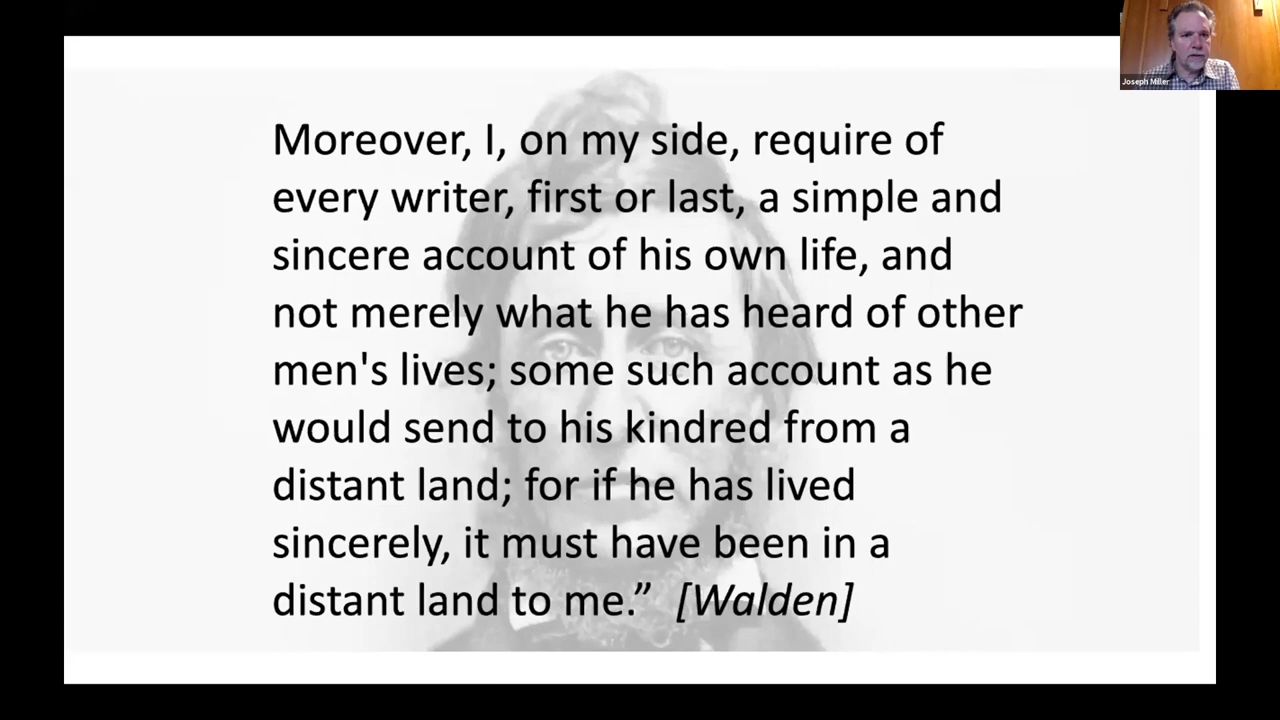 Moreover, I, on my side, require of
every writer, first or last, a simple and
sincere account of his own life, and
not merely what he has heard of other
men's lives; some such account as he
would send to his kindred from a
distant land; for if he has lived
sincerely, it must have been in a
distant land to me.” [Walden]
Joseph Miller